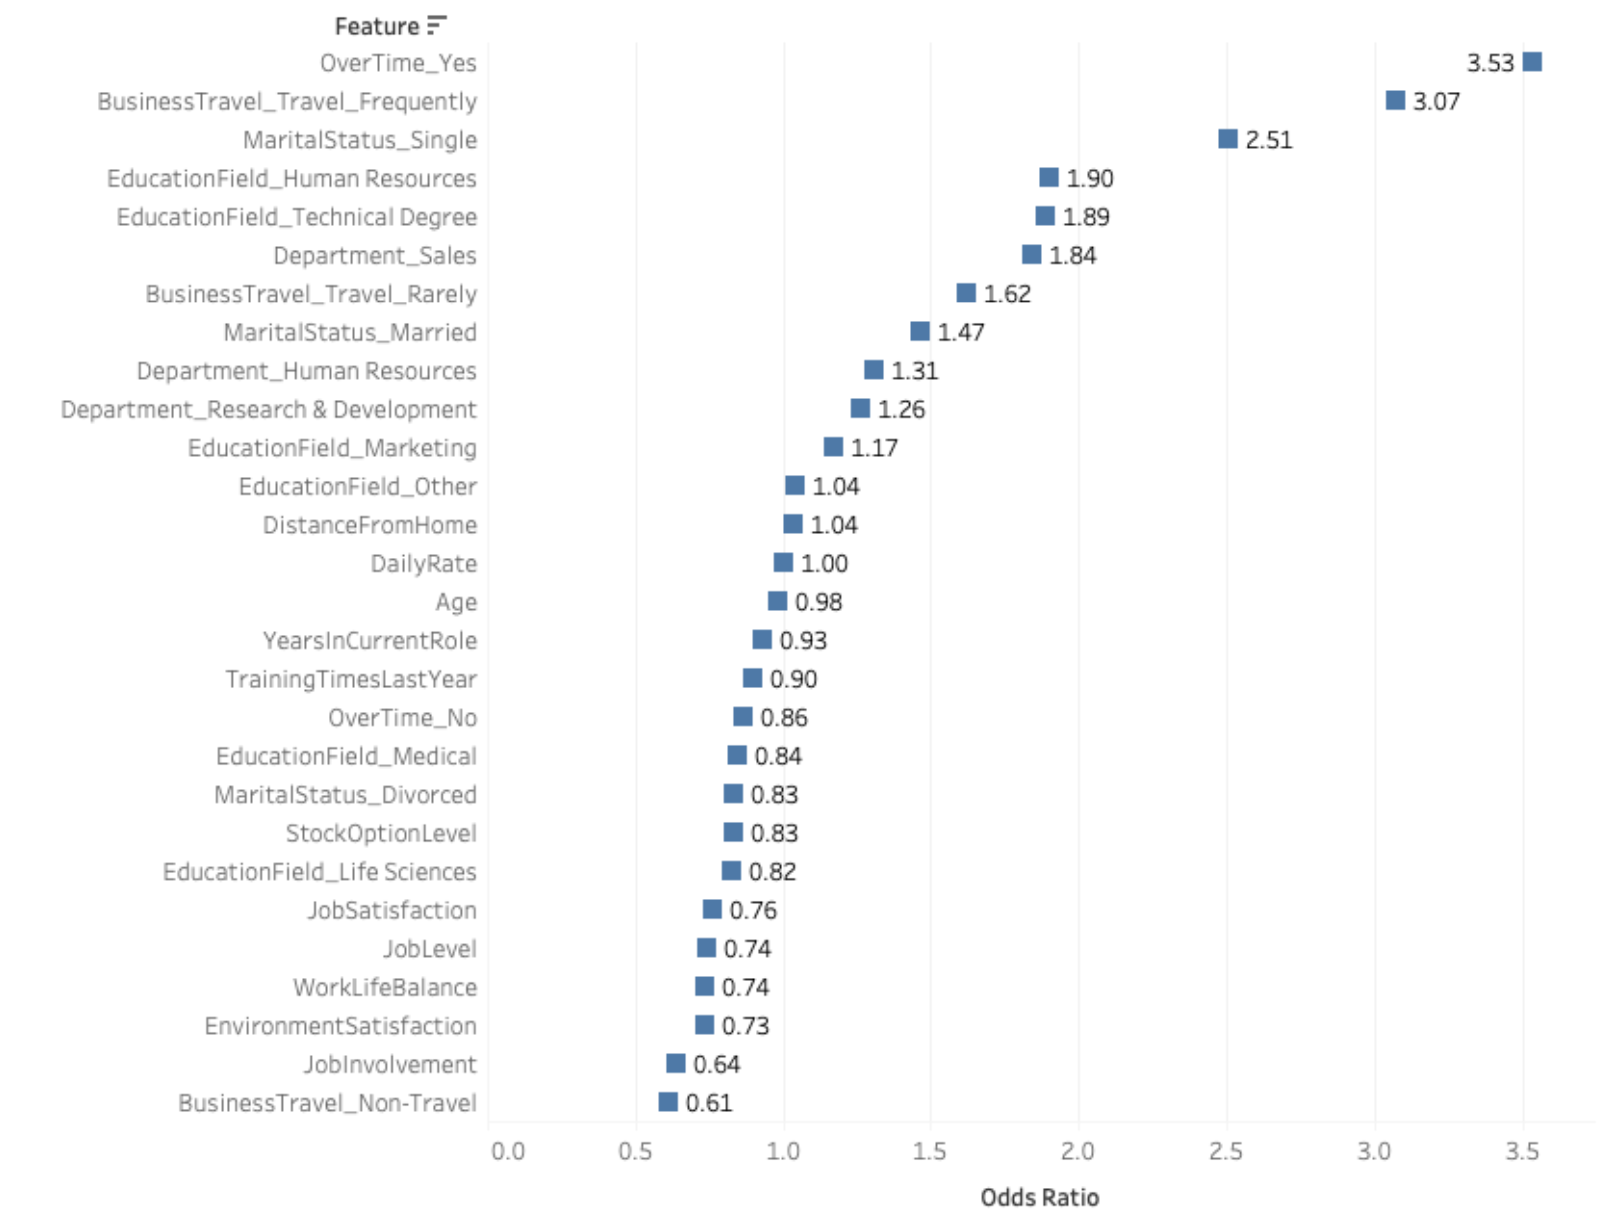 Feature
OverTime_Yes 3.53
BusinessTravel_Travel_Frequently 3.07
MaritalStatus_Single 2.51
EducationField_Human Resources 1.90
EducationField_Technical Degree 1.89
Department_Sales 1.84
BusinessTravel_Travel_Rarely 1.62
MaritalStatus_Married 1.47
Department_Human Resources 1.31
Department_Research & Development 1.26
EducationField_Marketing 1.17
EducationField_Other 1.04
DistanceFromHome 1.04
DailyRate 1.00
Age 0.98
YearsInCurrentRole 0.93
TrainingTimesLastYear 0.90
OverTime_No 0.86
EducationField_Medical 0.84
MaritalStatus_Divorced 0.83
StockOptionLevel 0.83
EducationField_Life Sciences 0.82
JobSatisfaction 0.76
JobLevel 0.74
WorkLifeBalance 0.74
EnvironmentSatisfaction 0.73
JobInvolvement 0.64
BusinessTravel_Non-Travel 0.61
0.0 0.5 1.0 1.5 2.0 2.5 3.0 3.5
Odds Ratio